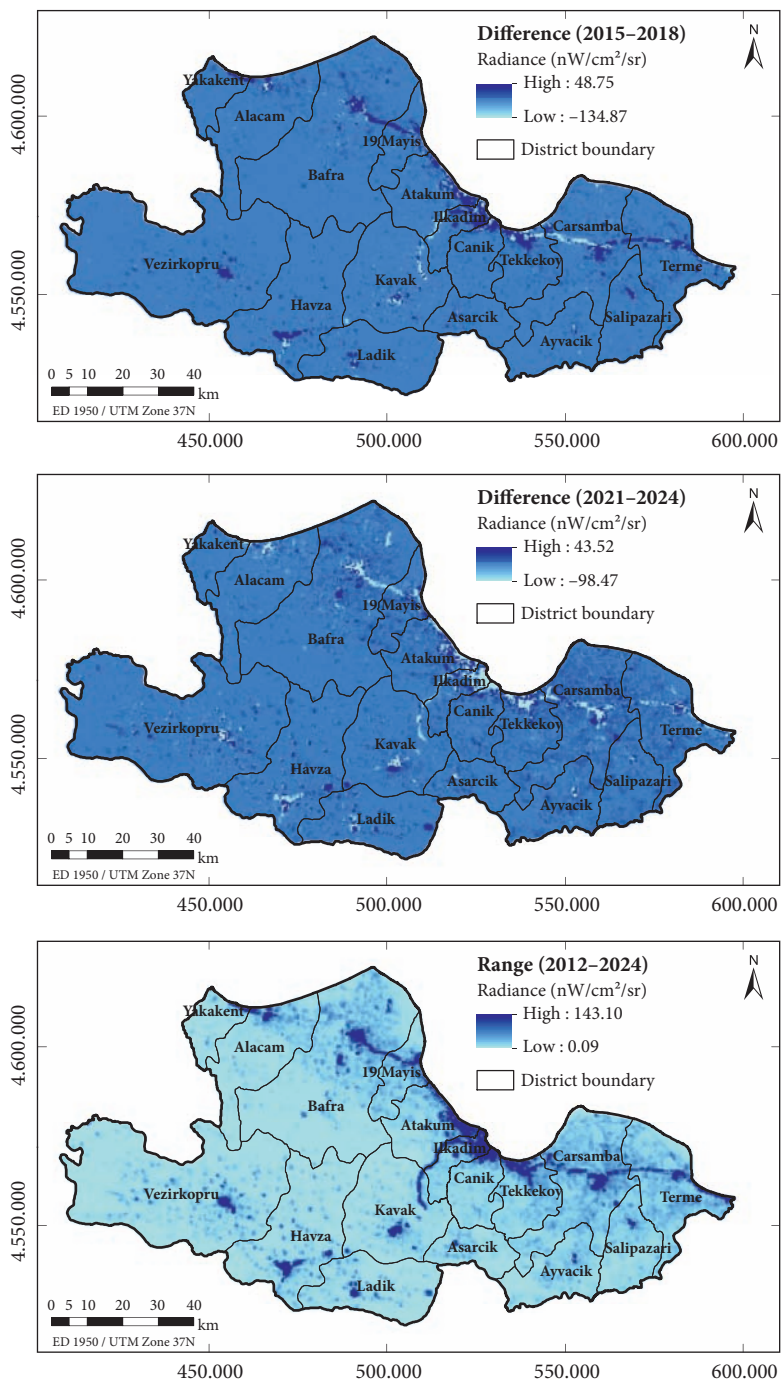 Difference (2015–2018)
Radiance (nW/cm²/sr)
High : 48.75
Low : –134.87
District boundary
N
4.600.000
4.550.000
Yakakent
Alacam
19 Mayis
Bafra
Atakum
Ilkadim
Carsamba
Canik
Tekkekoy
Vezirkopru
Terme
Kavak
Havza
Asarcik
Salipazari
Ayvacik
Ladik
0 5 10 20 30 40
km
ED 1950 / UTM Zone 37N
450.000 500.000 550.000 600.000
Difference (2021–2024)
Radiance (nW/cm²/sr)
High : 43.52
Low : –98.47
District boundary
N
4.600.000
4.550.000
Yakakent
Alacam
19 Mayis
Bafra
Atakum
Ilkadim
Carsamba
Canik
Tekkekoy
Vezirkopru
Terme
Kavak
Havza
Asarcik
Salipazari
Ayvacik
Ladik
0 5 10 20 30 40
km
ED 1950 / UTM Zone 37N
450.000 500.000 550.000 600.000
Range (2012–2024)
Radiance (nW/cm²/sr)
High : 143.10
Low : 0.09
District boundary
N
4.600.000
4.550.000
Yakakent
Alacam
19 Mayis
Bafra
Atakum
Ilkadim
Carsamba
Canik
Tekkekoy
Vezirkopru
Terme
Kavak
Havza
Asarcik
Salipazari
Ayvacik
Ladik
0 5 10 20 30 40
km
ED 1950 / UTM Zone 37N
450.000 500.000 550.000 600.000